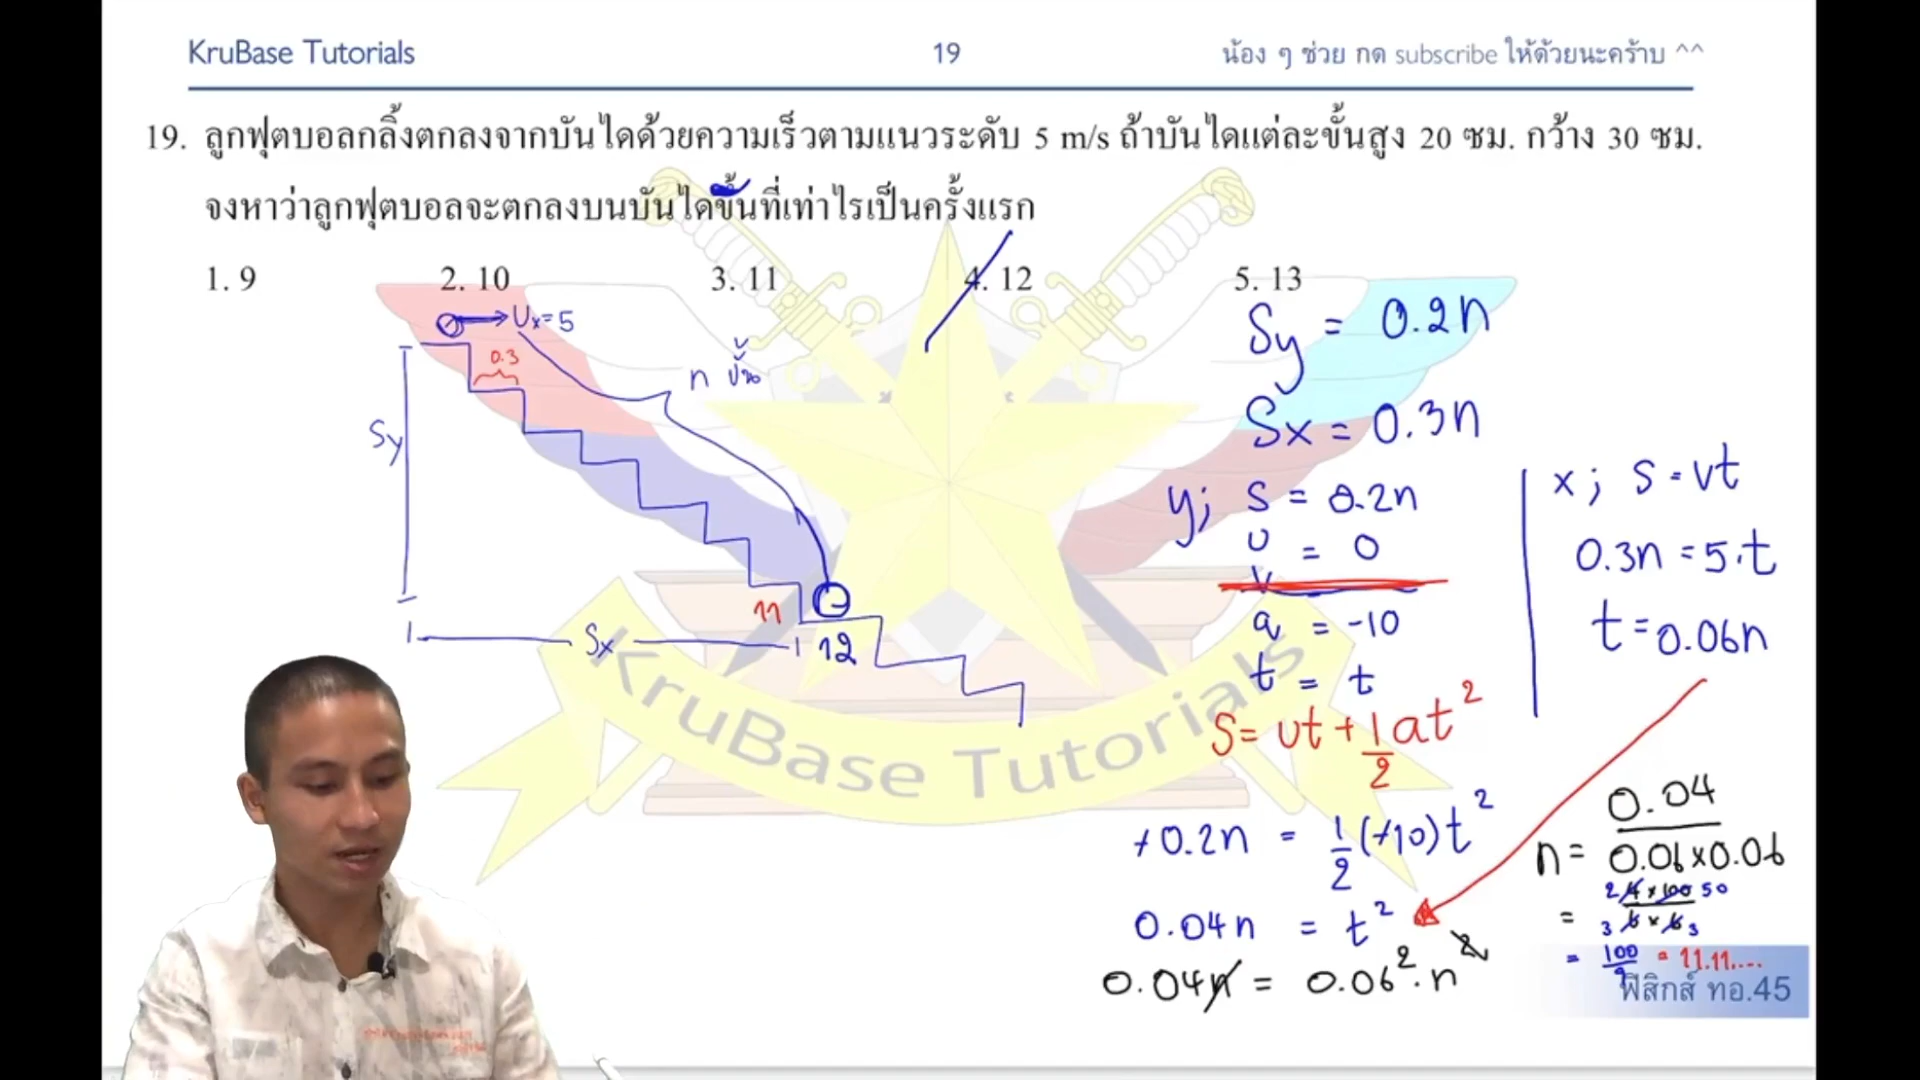 KruBase Tutorials 19 น้อง ๆ ช่วย กด subscribe ให้ด้วยนะคร้าบ ^^
19. ลูกฟุตบอลกลิ้งตกลงจากบันไดด้วยความเร็วตามแนวระดับ 5 m/s ถ้าบันไดแต่ละขั้นสูง 20 ซม. กว้าง 30 ซม.
จงหาว่าลูกฟุตบอลจะตกลงบนบันไดขั้นที่เท่าไรเป็นครั้งแรก
1. 9 2. 10 3. 11 4. 12 5. 13
Ux=5
0.3
n ขั้น
Sy
11
Sx
12
Sy = 0.2n
Sx = 0.3n
y; s = 0.2n
u = 0
v
a = -10
t = t
S= ut + 1/2 at²
+0.2n = 1/2 (+10)t²
0.04n = t²
0.04n = 0.06².n²
x; s = vt
0.3n = 5.t
t = 0.06n
n = 0.04
0.06×0.06
= 2 4 × 100 50
3 6 × 6 3
= 100/9 = 11.11....
KruBase Tutorials
ฟิสิกส์ ทอ.45